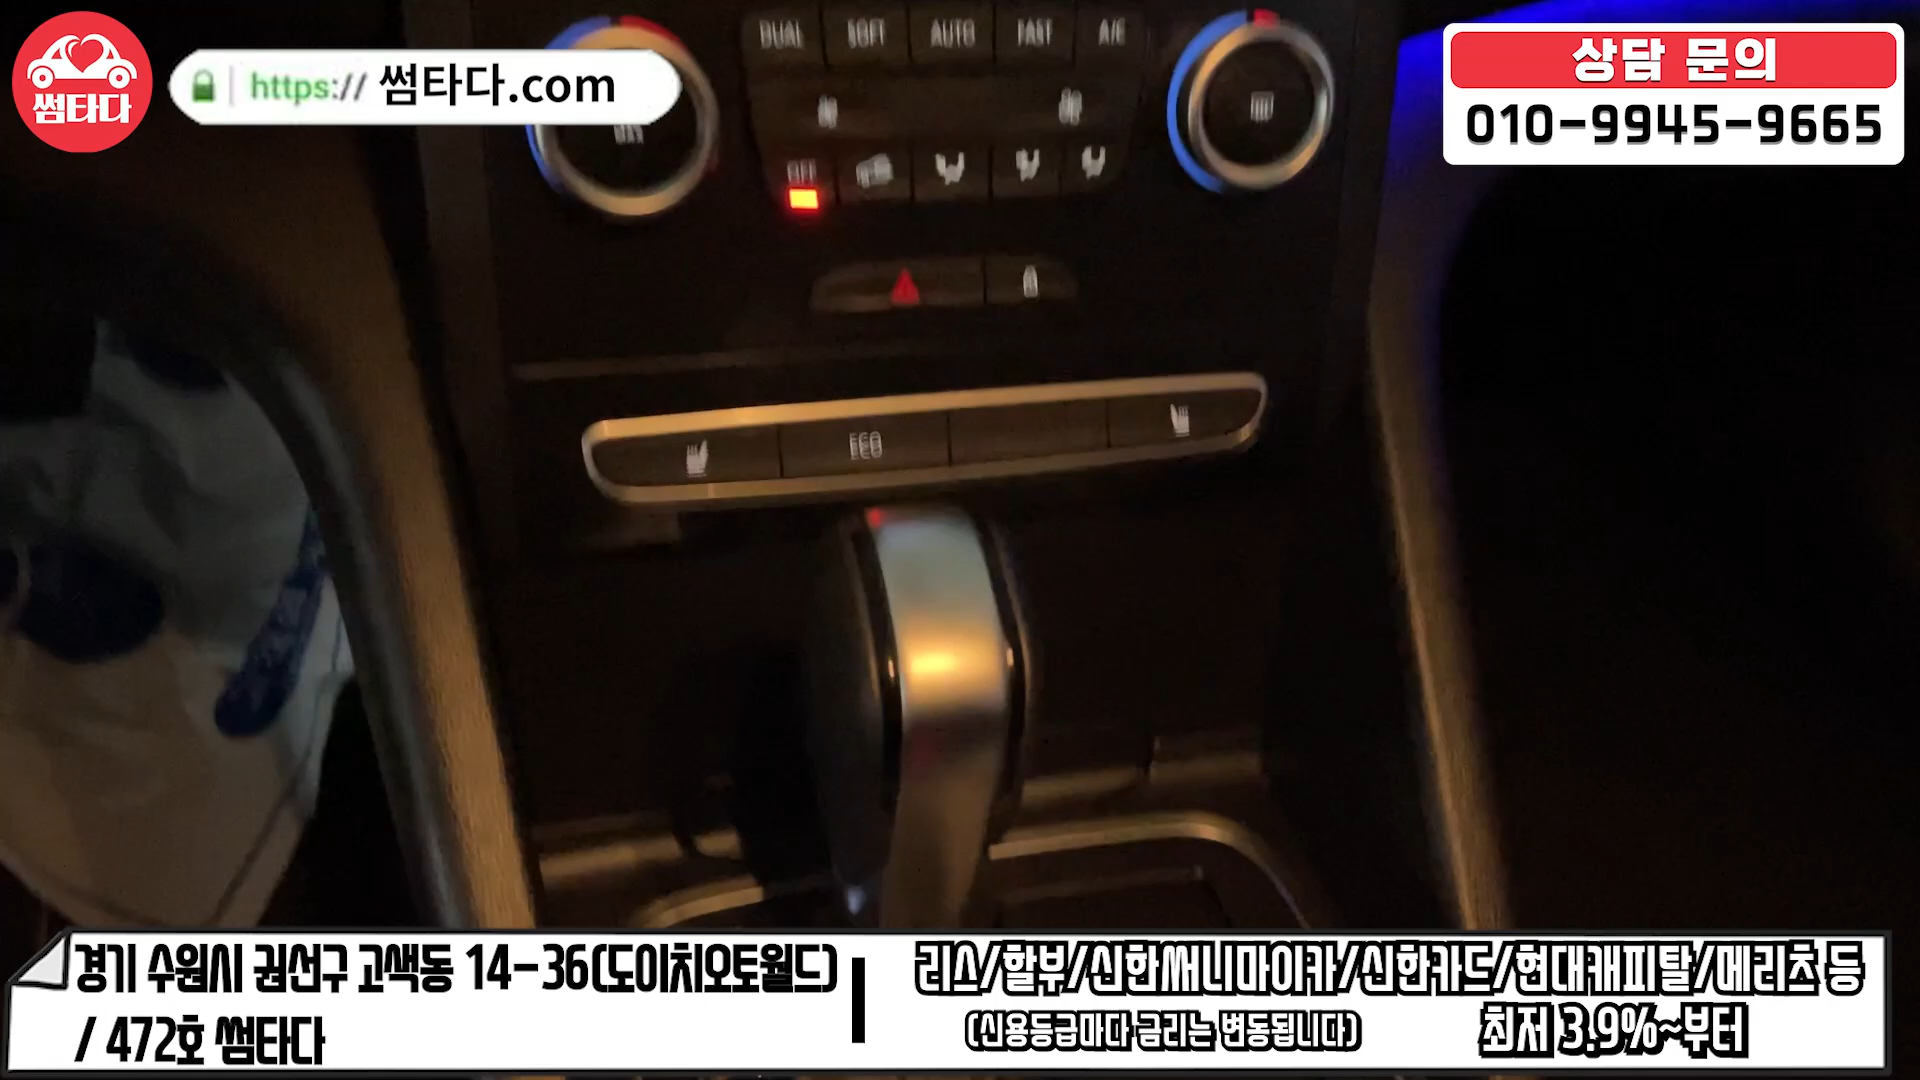 썸타다
https:// 썸타다.com
상담 문의
010-9945-9665
DUAL SOFT AUTO FAST A/C
OFF
ECO
경기 수원시 권선구 고색동 14-36(도이치오토월드)
/ 472호 썸타다
리스/할부/신한써니마이카/신한카드/현대캐피탈/메리츠 등
(신용등급마다 금리는 변동됩니다)
최저 3.9%~부터